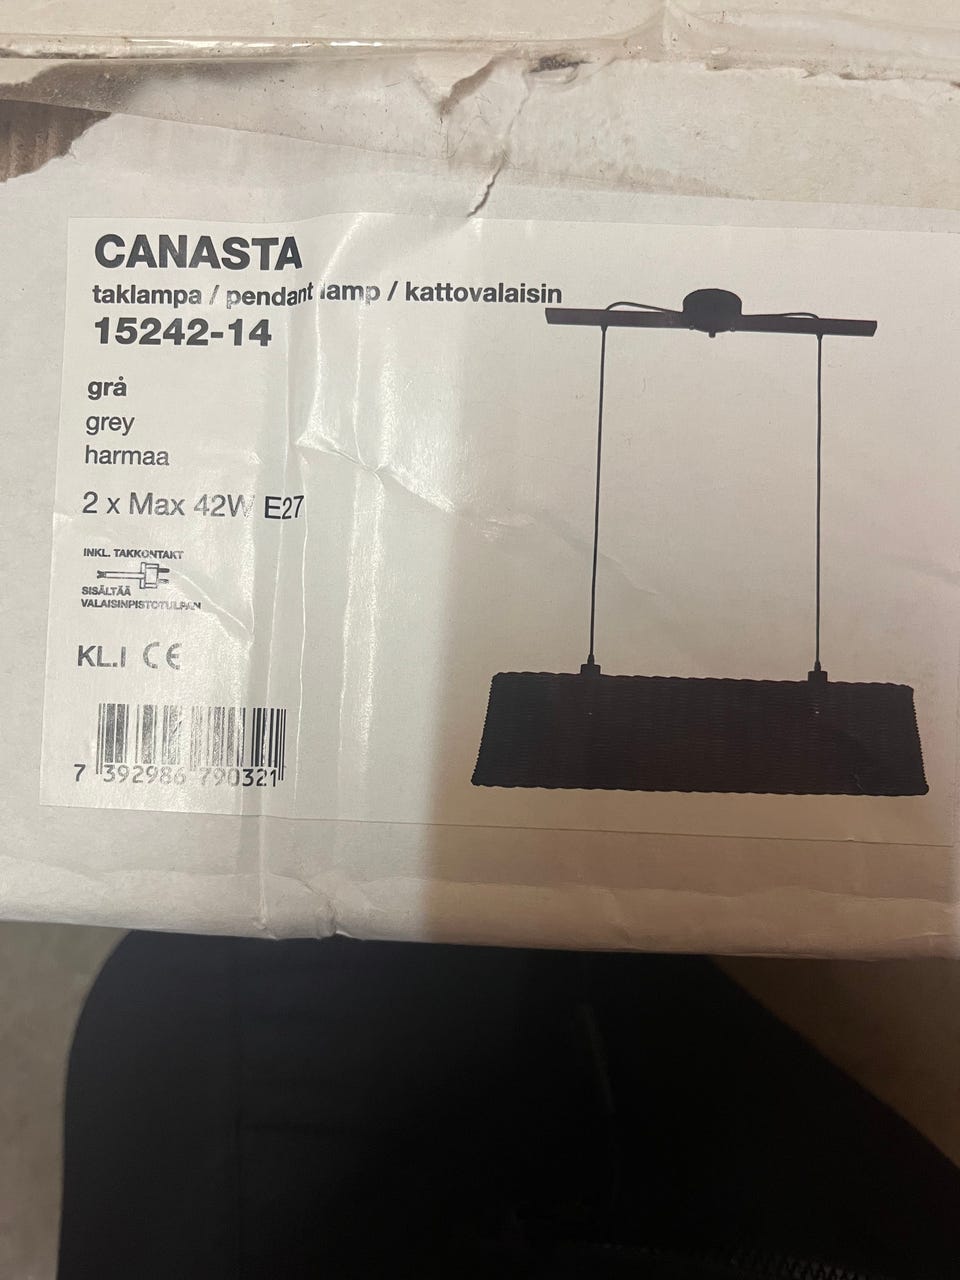 CANASTA
taklampa / pendant lamp / kattovalaisin
15242-14
grå
grey
harmaa
2 x Max 42W E27
INKL. TAKKONTAKT
SISÄLTÄÄ
VALAISINPISTOTULPAN
KL.I CE
7 392986 790321